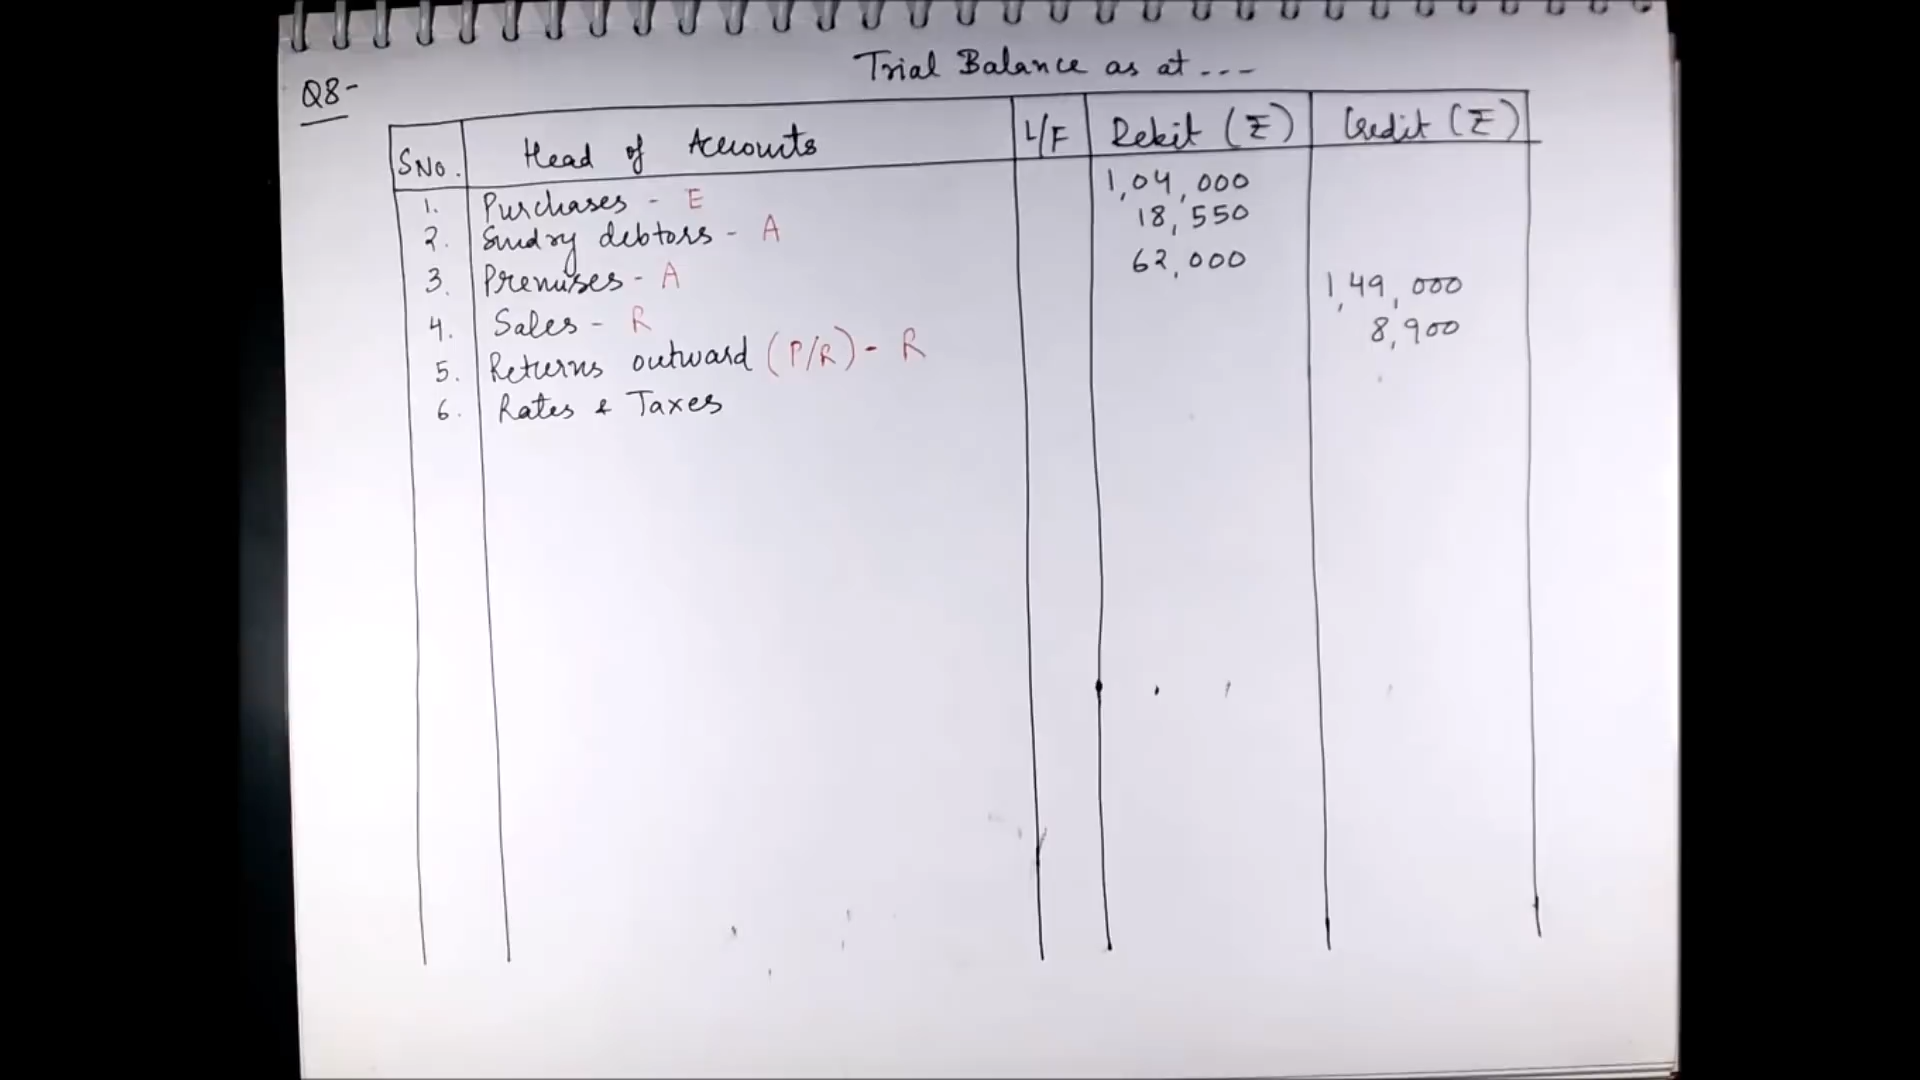 Trial Balance as at ---
Q8-
SNo. Head of Accounts L/F Debit (₹) Credit (₹)
1. Purchases - E 1,04,000
2. Sundry debtors - A 18,550
3. Premises - A 62,000
4. Sales - R 1,49,000
5. Returns outward (P/R) - R 8,900
6. Rates & Taxes